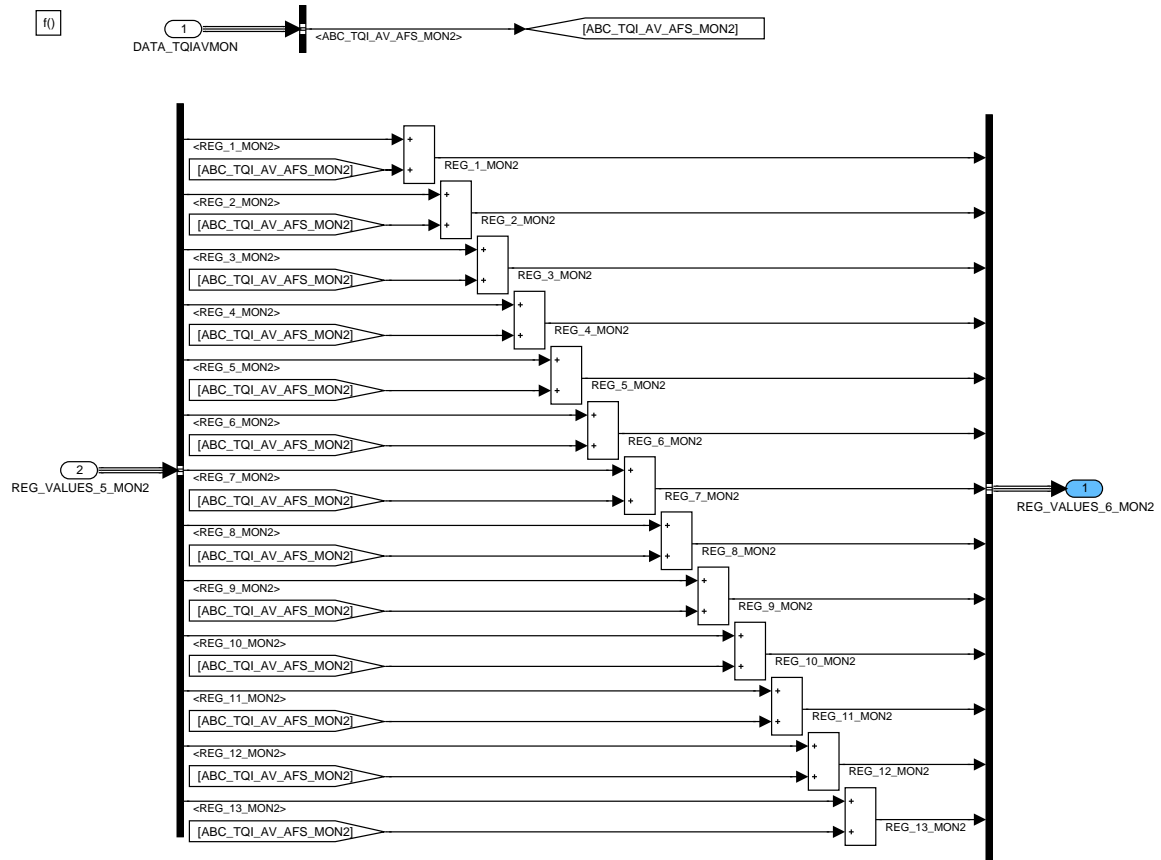 f()
1
DATA_TQIAVMON
<ABC_TQI_AV_AFS_MON2>
[ABC_TQI_AV_AFS_MON2]
<REG_1_MON2>
+
[ABC_TQI_AV_AFS_MON2]
+
REG_1_MON2
<REG_2_MON2>
+
[ABC_TQI_AV_AFS_MON2]
+
REG_2_MON2
<REG_3_MON2>
+
[ABC_TQI_AV_AFS_MON2]
+
REG_3_MON2
<REG_4_MON2>
+
[ABC_TQI_AV_AFS_MON2]
+
REG_4_MON2
<REG_5_MON2>
+
[ABC_TQI_AV_AFS_MON2]
+
REG_5_MON2
<REG_6_MON2>
+
[ABC_TQI_AV_AFS_MON2]
+
REG_6_MON2
2
REG_VALUES_5_MON2
<REG_7_MON2>
+
[ABC_TQI_AV_AFS_MON2]
+
REG_7_MON2
1
REG_VALUES_6_MON2
<REG_8_MON2>
+
[ABC_TQI_AV_AFS_MON2]
+
REG_8_MON2
<REG_9_MON2>
+
[ABC_TQI_AV_AFS_MON2]
+
REG_9_MON2
<REG_10_MON2>
+
[ABC_TQI_AV_AFS_MON2]
+
REG_10_MON2
<REG_11_MON2>
+
[ABC_TQI_AV_AFS_MON2]
+
REG_11_MON2
<REG_12_MON2>
+
[ABC_TQI_AV_AFS_MON2]
+
REG_12_MON2
<REG_13_MON2>
+
[ABC_TQI_AV_AFS_MON2]
+
REG_13_MON2